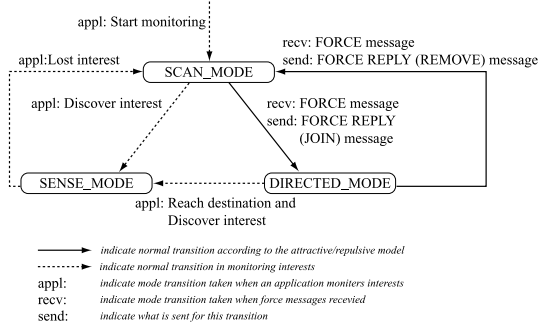 appl: Start monitoring
recv: FORCE message
send: FORCE REPLY (REMOVE) message
appl:Lost interest
SCAN_MODE
appl: Discover interest
recv: FORCE message
send: FORCE REPLY
(JOIN) message
SENSE_MODE
DIRECTED_MODE
appl: Reach destination and
Discover interest
indicate normal transition according to the attractive/repulsive model
indicate normal transition in monitoring interests
appl: indicate mode transition taken when an application moniters interests
recv: indicate mode transition taken when force messages recevied
send: indicate what is sent for this transition